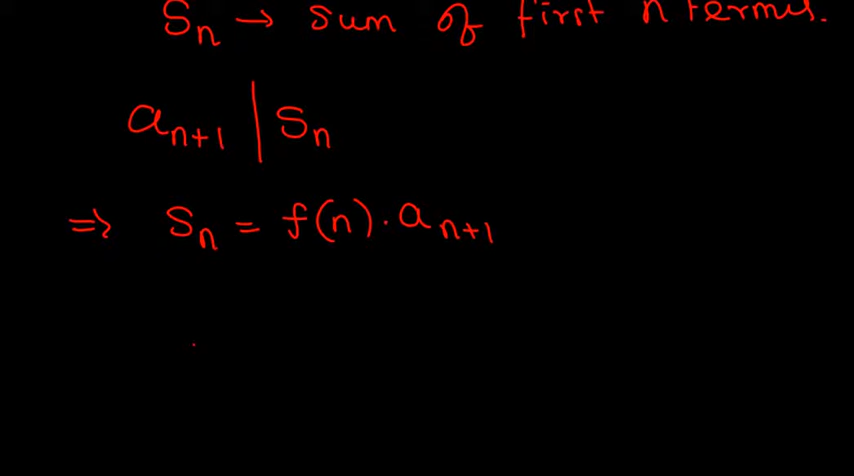 Sn → sum of first n terms.
an+1 | Sn
⇒ Sn = f(n) · an+1